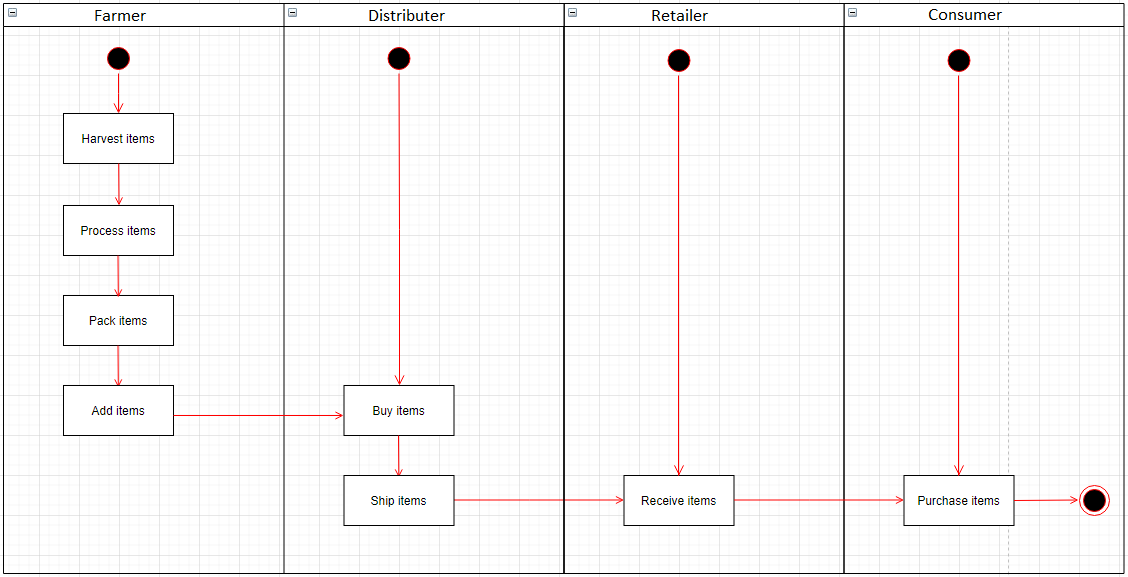 Farmer
Distributer
Retailer
Consumer
Harvest items
Process items
Pack items
Add items
Buy items
Ship items
Receive items
Purchase items